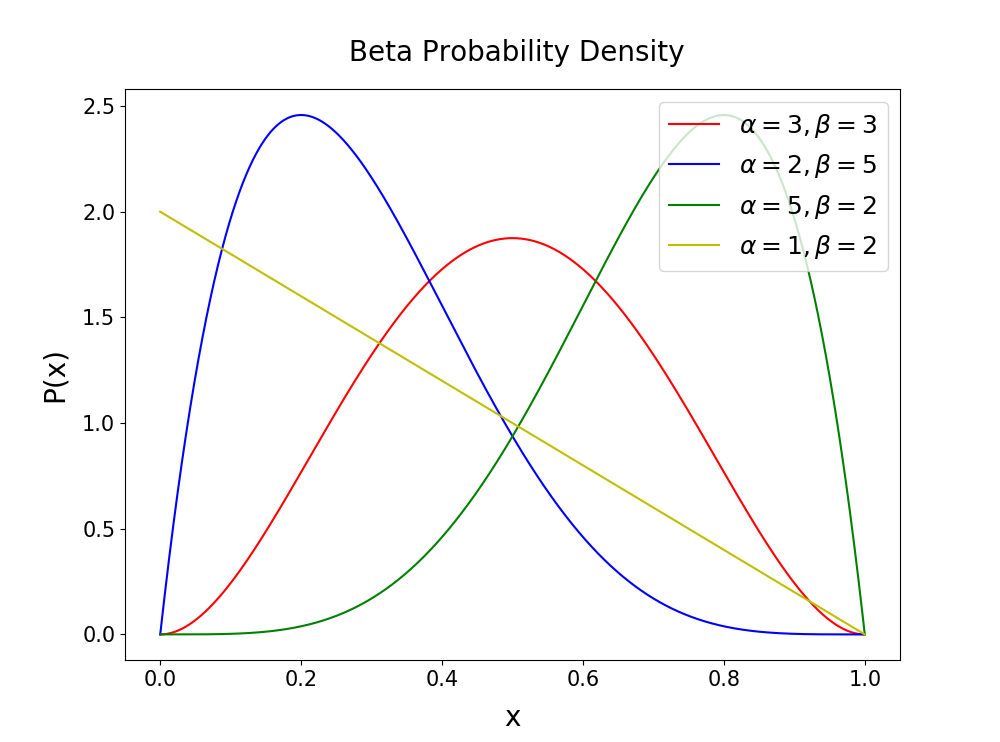 Beta Probability Density
2.5
2.0
1.5
1.0
0.5
0.0
P(x)
α = 3, β = 3
α = 2, β = 5
α = 5, β = 2
α = 1, β = 2
0.0 0.2 0.4 0.6 0.8 1.0
x